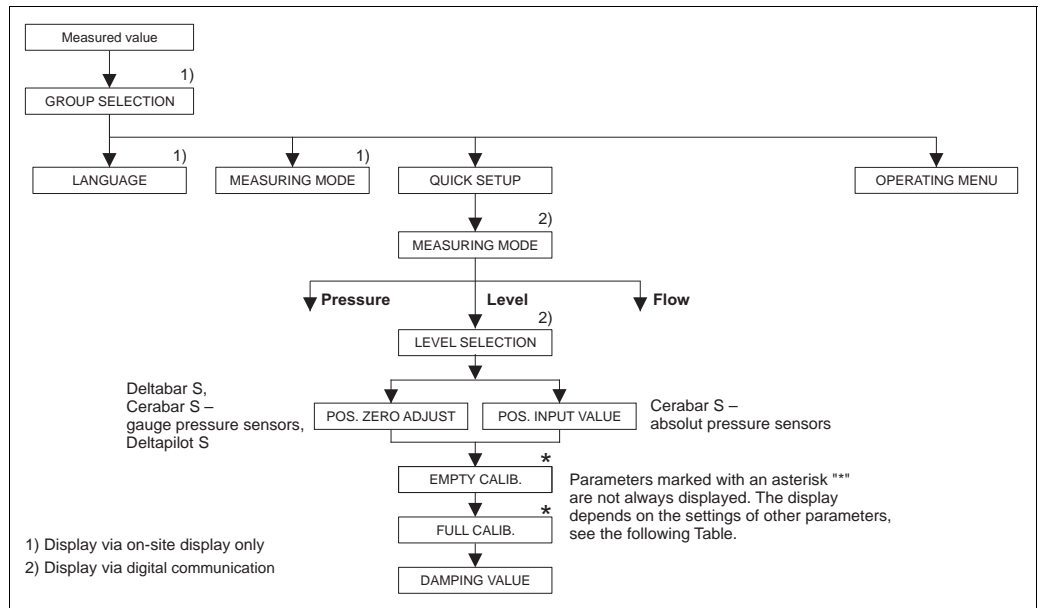 Measured value
1)
GROUP SELECTION
1)
LANGUAGE
1)
MEASURING MODE
QUICK SETUP
OPERATING MENU
2)
MEASURING MODE
Pressure
Level
Flow
2)
LEVEL SELECTION
Deltabar S,
Cerabar S –
gauge pressure sensors,
Deltapilot S
POS. ZERO ADJUST
POS. INPUT VALUE
Cerabar S –
absolut pressure sensors
*
EMPTY CALIB.
*
FULL CALIB.
Parameters marked with an asterisk "*"
are not always displayed. The display
depends on the settings of other parameters,
see the following Table.
DAMPING VALUE
1) Display via on-site display only
2) Display via digital communication